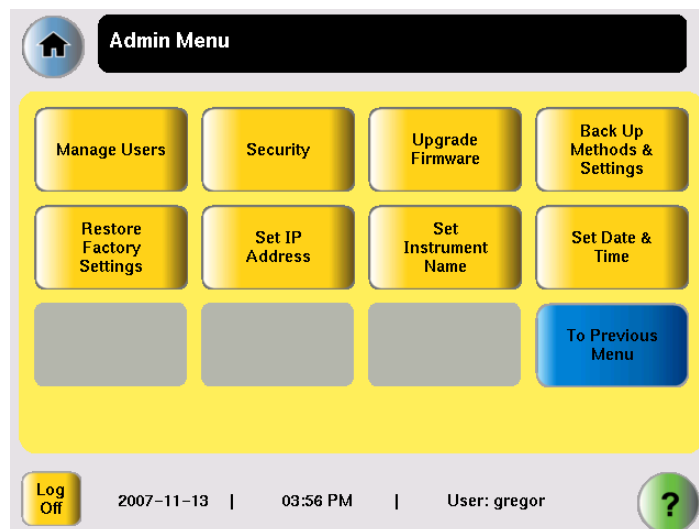 Admin Menu
Manage Users
Security
Upgrade
Firmware
Back Up
Methods &
Settings
Restore
Factory
Settings
Set IP
Address
Set
Instrument
Name
Set Date &
Time
To Previous
Menu
Log
Off
2007-11-13 | 03:56 PM | User: gregor
?